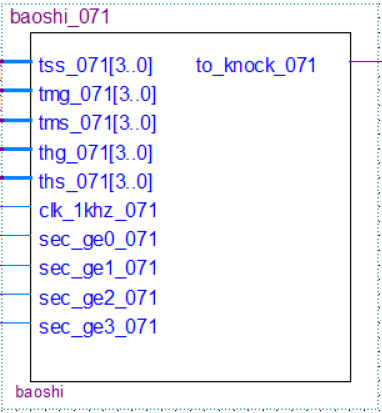 baoshi_071
tss_071[3..0] to_knock_071
tmg_071[3..0]
tms_071[3..0]
thg_071[3..0]
ths_071[3..0]
clk_1khz_071
sec_ge0_071
sec_ge1_071
sec_ge2_071
sec_ge3_071
baoshi